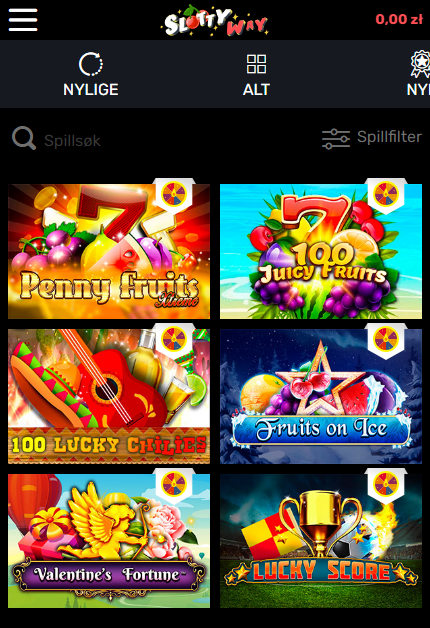 SLOTTY WAY
0,00 zł
NYLIGE
ALT
NY
Spillsøk
Spillfilter
Penny Fruits
Xtreme
100
JUICY FRUITS
100 LUCKY CHILIES
Fruits on Ice
Valentine's Fortune
LUCKY SCORE